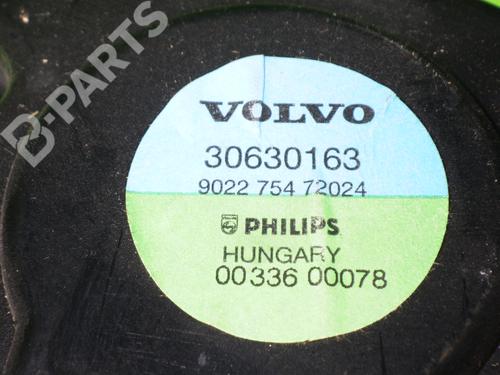 B-PARTS
VOLVO
30630163
9022 754 72024
PHILIPS
HUNGARY
00336 00078